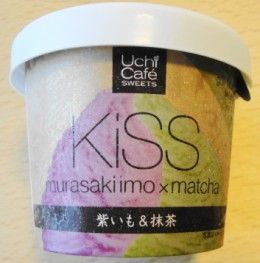 Uchi
Café
SWEETS
KiSS
murasakiimo×matcha
紫いも&抹茶